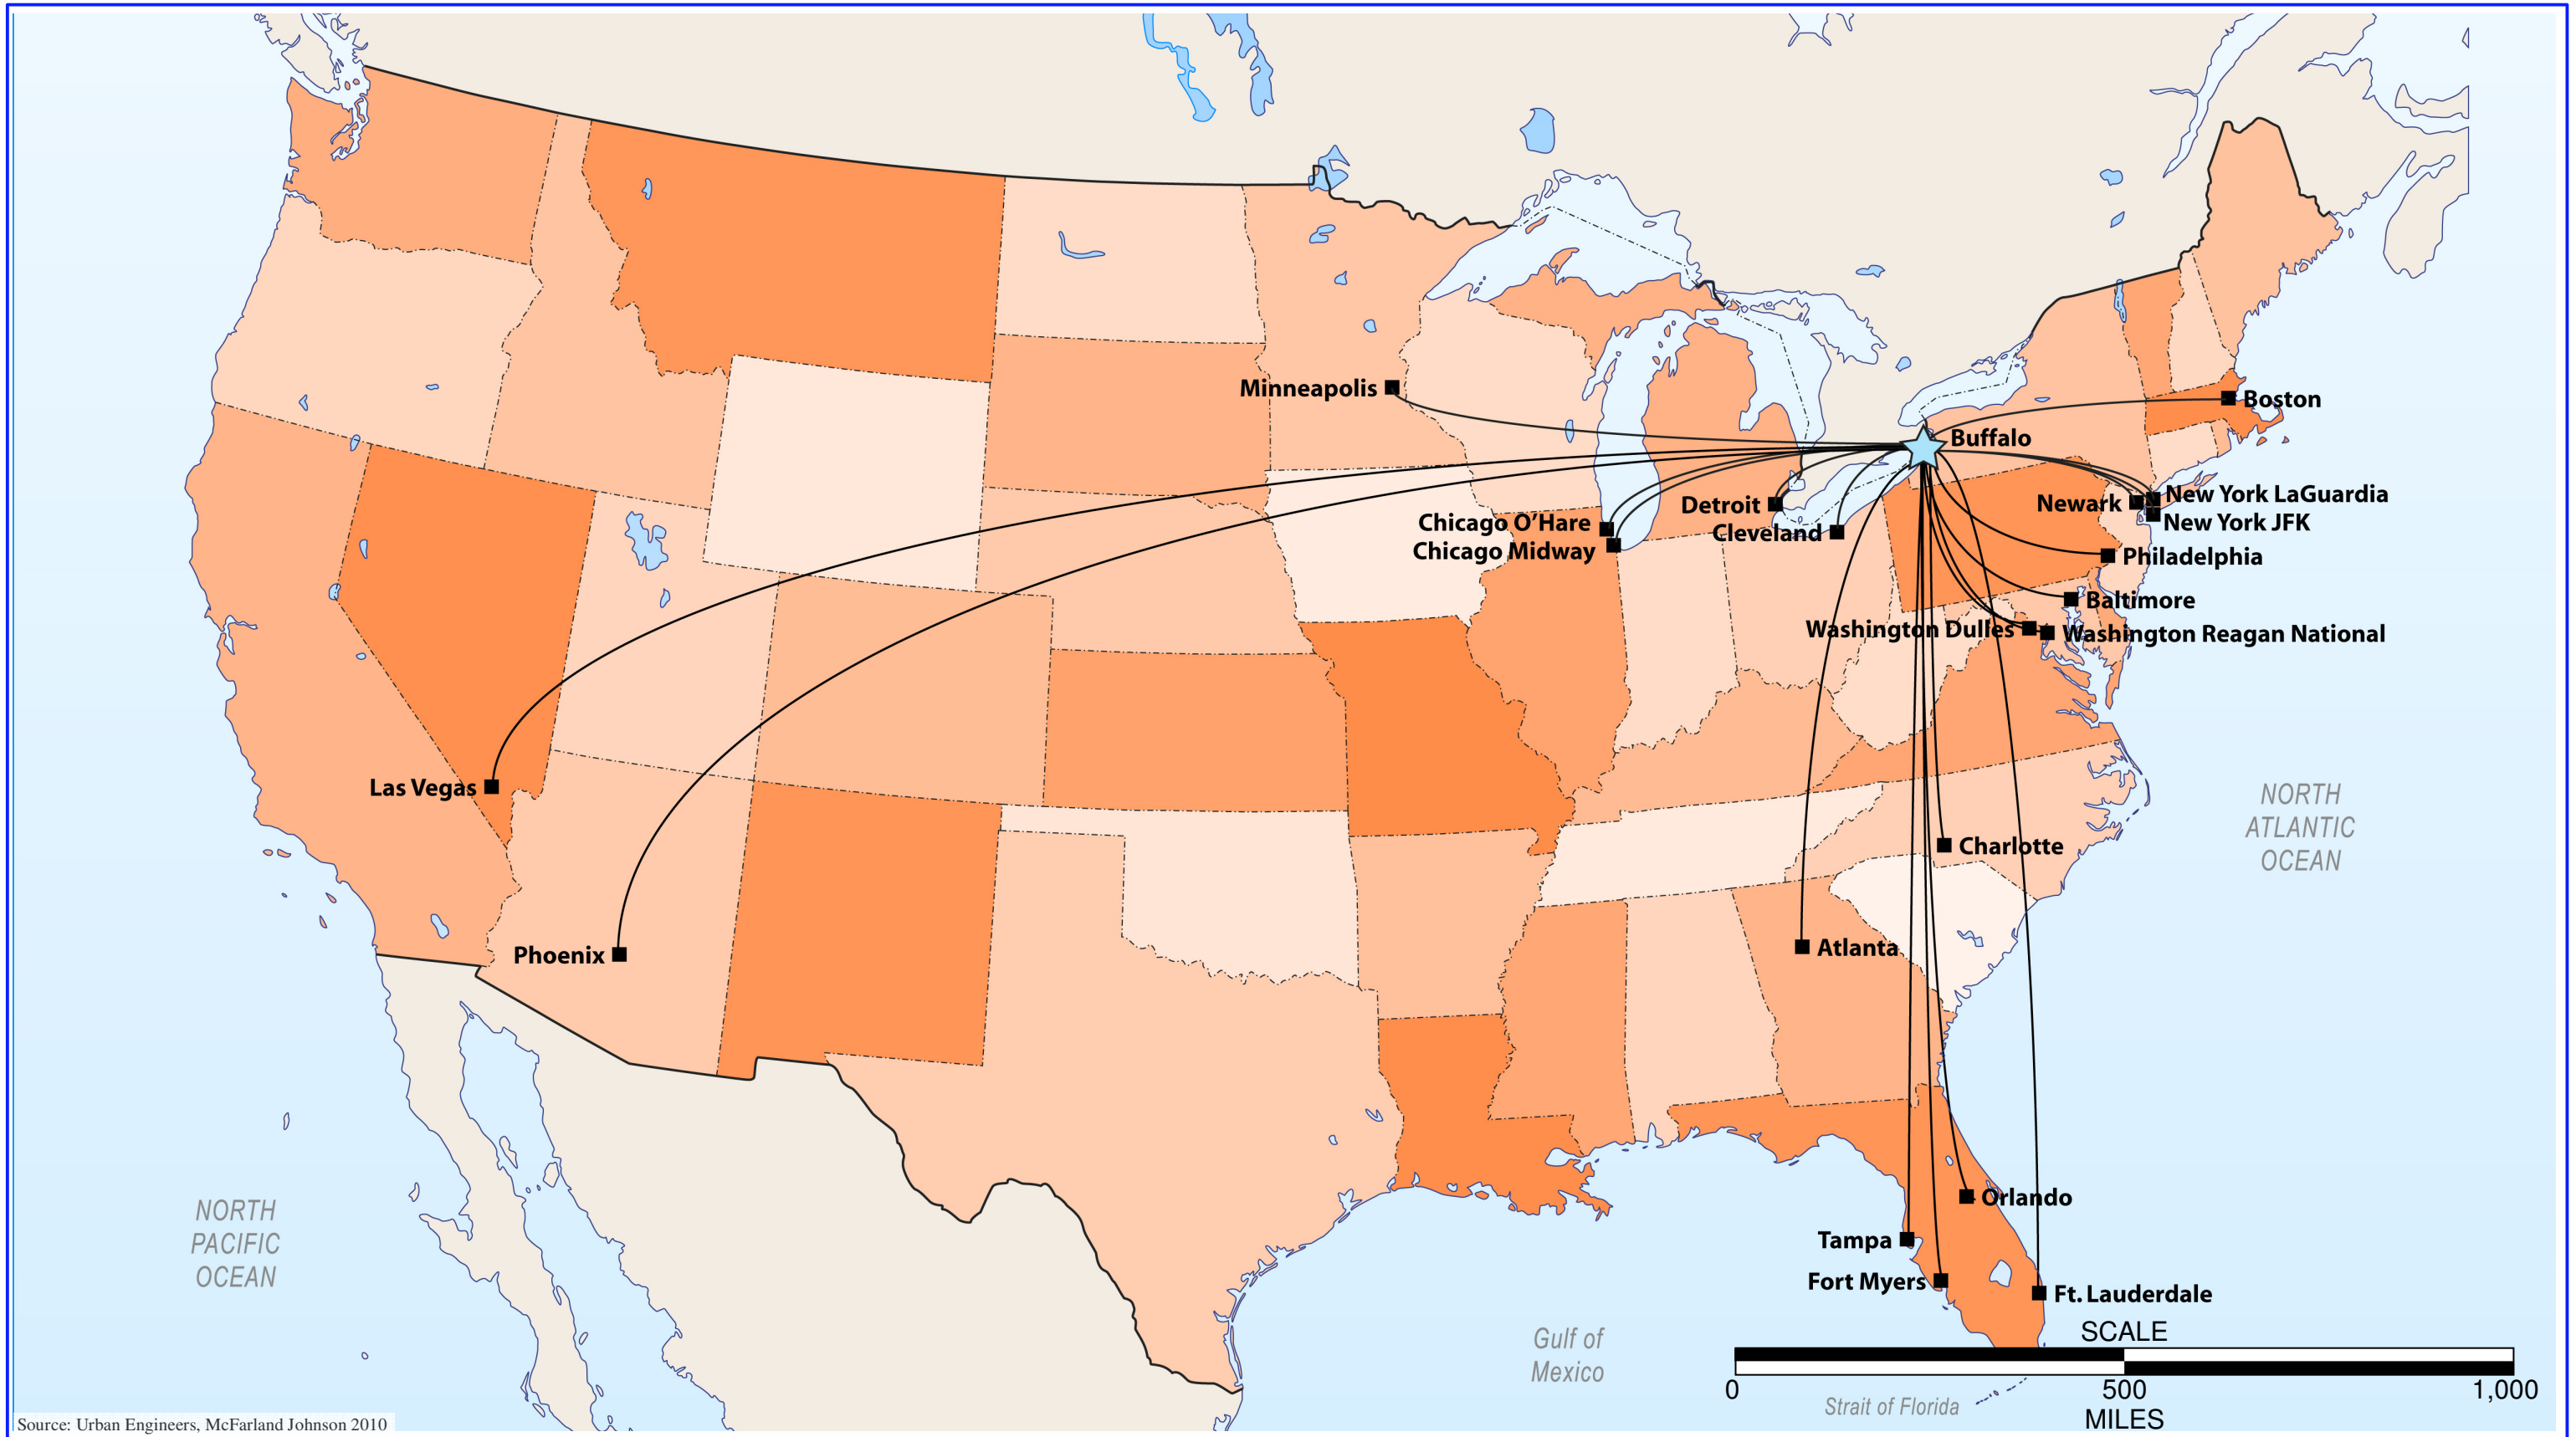 Minneapolis
Boston
Buffalo
Detroit
Newark
New York LaGuardia
Chicago O’Hare
New York JFK
Cleveland
Chicago Midway
Philadelphia
Baltimore
Washington Dulles
Washington Reagan National
Las Vegas
NORTH
ATLANTIC
OCEAN
Charlotte
Atlanta
Phoenix
Orlando
NORTH
PACIFIC
OCEAN
Tampa
Fort Myers
Ft. Lauderdale
Gulf of
Mexico
SCALE
0 500 1,000
MILES
Strait of Florida
Source: Urban Engineers, McFarland Johnson 2010